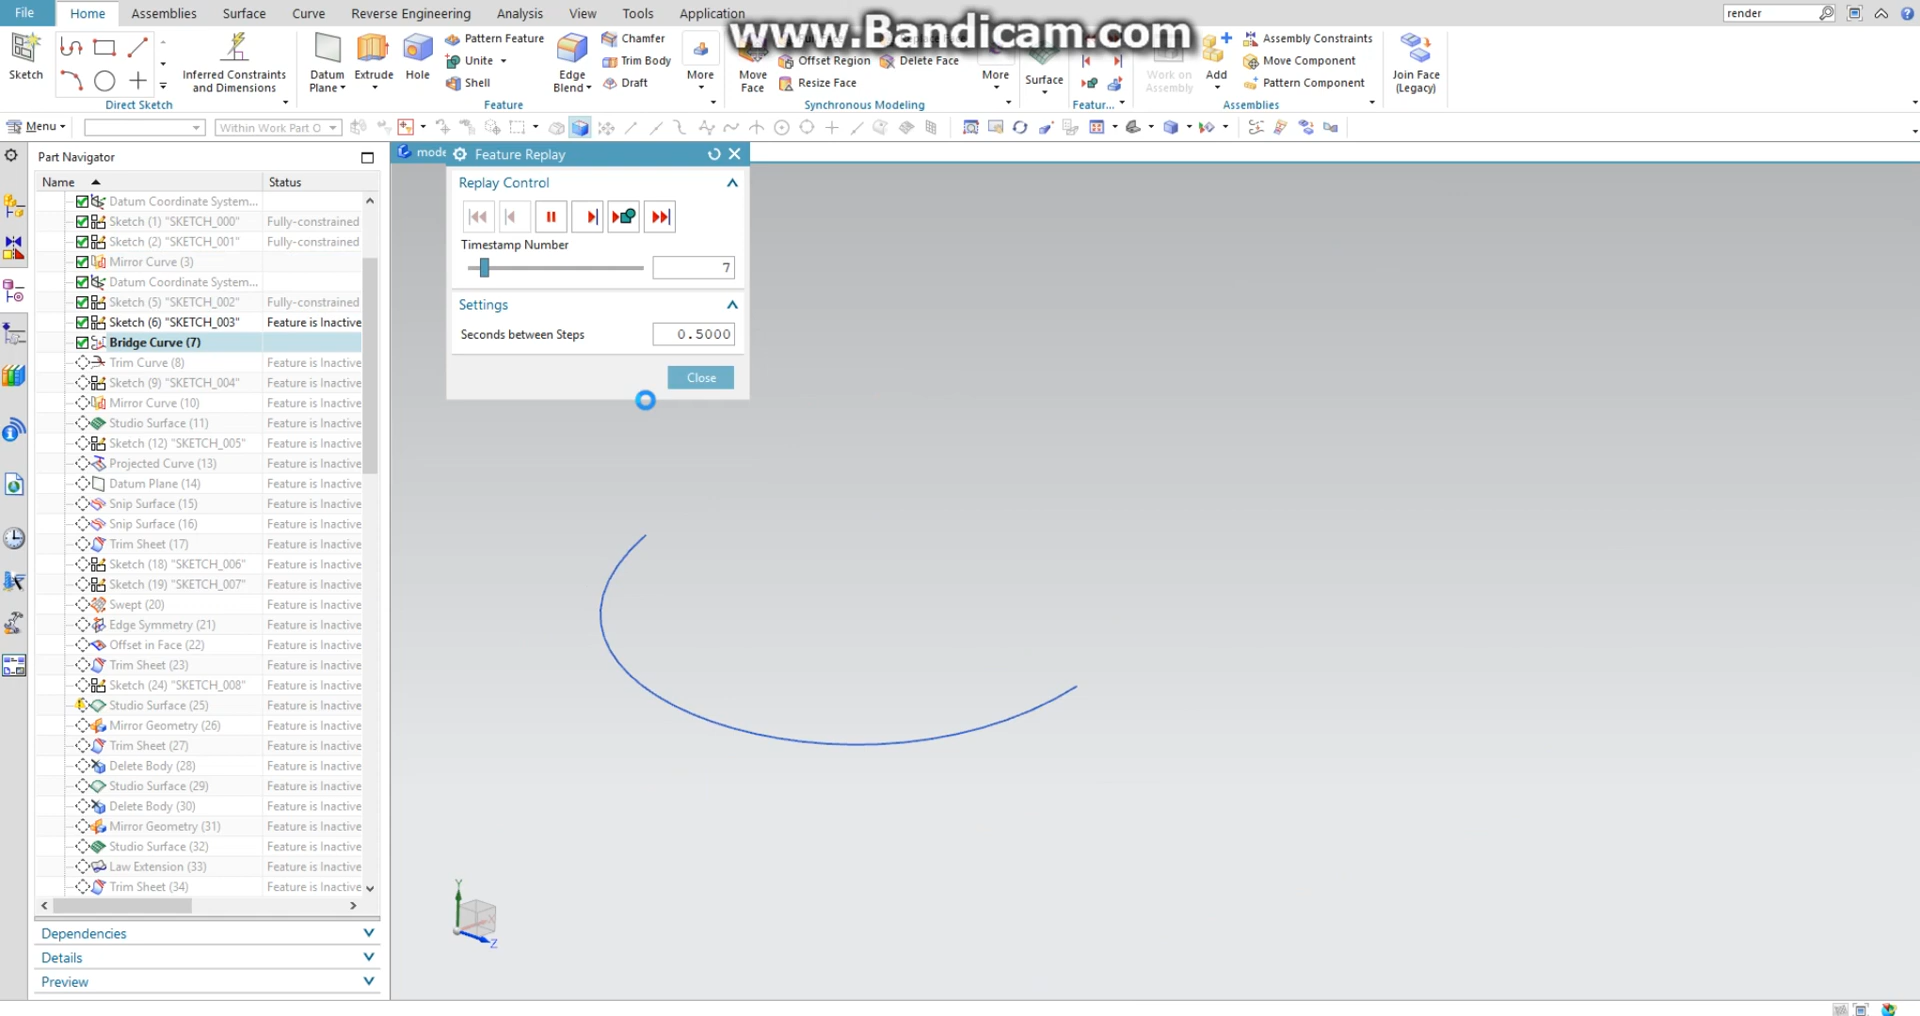 File Home Assemblies Surface Curve Reverse Engineering Analysis View Tools Application render
www.Bandicam.com
Sketch
Inferred Constraints and Dimensions
Direct Sketch
Datum Plane
Extrude
Hole
Pattern Feature
Unite
Shell
Edge Blend
Chamfer
Trim Body
Draft
More
Feature
Move Face
Offset Region
Delete Face
Resize Face
More
Synchronous Modeling
Surface
Featur...
Work on Assembly
Add
Assembly Constraints
Move Component
Pattern Component
Assemblies
Join Face (Legacy)
Menu
Within Work Part O
Part Navigator
Name Status
Datum Coordinate System...
Sketch (1) "SKETCH_000" Fully-constrained
Sketch (2) "SKETCH_001" Fully-constrained
Mirror Curve (3)
Datum Coordinate System...
Sketch (5) "SKETCH_002" Fully-constrained
Sketch (6) "SKETCH_003" Feature is Inactive
Bridge Curve (7)
Trim Curve (8) Feature is Inactive
Sketch (9) "SKETCH_004" Feature is Inactive
Mirror Curve (10) Feature is Inactive
Studio Surface (11) Feature is Inactive
Sketch (12) "SKETCH_005" Feature is Inactive
Projected Curve (13) Feature is Inactive
Datum Plane (14) Feature is Inactive
Snip Surface (15) Feature is Inactive
Snip Surface (16) Feature is Inactive
Trim Sheet (17) Feature is Inactive
Sketch (18) "SKETCH_006" Feature is Inactive
Sketch (19) "SKETCH_007" Feature is Inactive
Swept (20) Feature is Inactive
Edge Symmetry (21) Feature is Inactive
Offset in Face (22) Feature is Inactive
Trim Sheet (23) Feature is Inactive
Sketch (24) "SKETCH_008" Feature is Inactive
Studio Surface (25) Feature is Inactive
Mirror Geometry (26) Feature is Inactive
Trim Sheet (27) Feature is Inactive
Delete Body (28) Feature is Inactive
Studio Surface (29) Feature is Inactive
Delete Body (30) Feature is Inactive
Mirror Geometry (31) Feature is Inactive
Studio Surface (32) Feature is Inactive
Law Extension (33) Feature is Inactive
Trim Sheet (34) Feature is Inactive
Dependencies
Details
Preview
mode
Feature Replay
Replay Control
Timestamp Number
7
Settings
Seconds between Steps 0.5000
Close
Y
X
Z